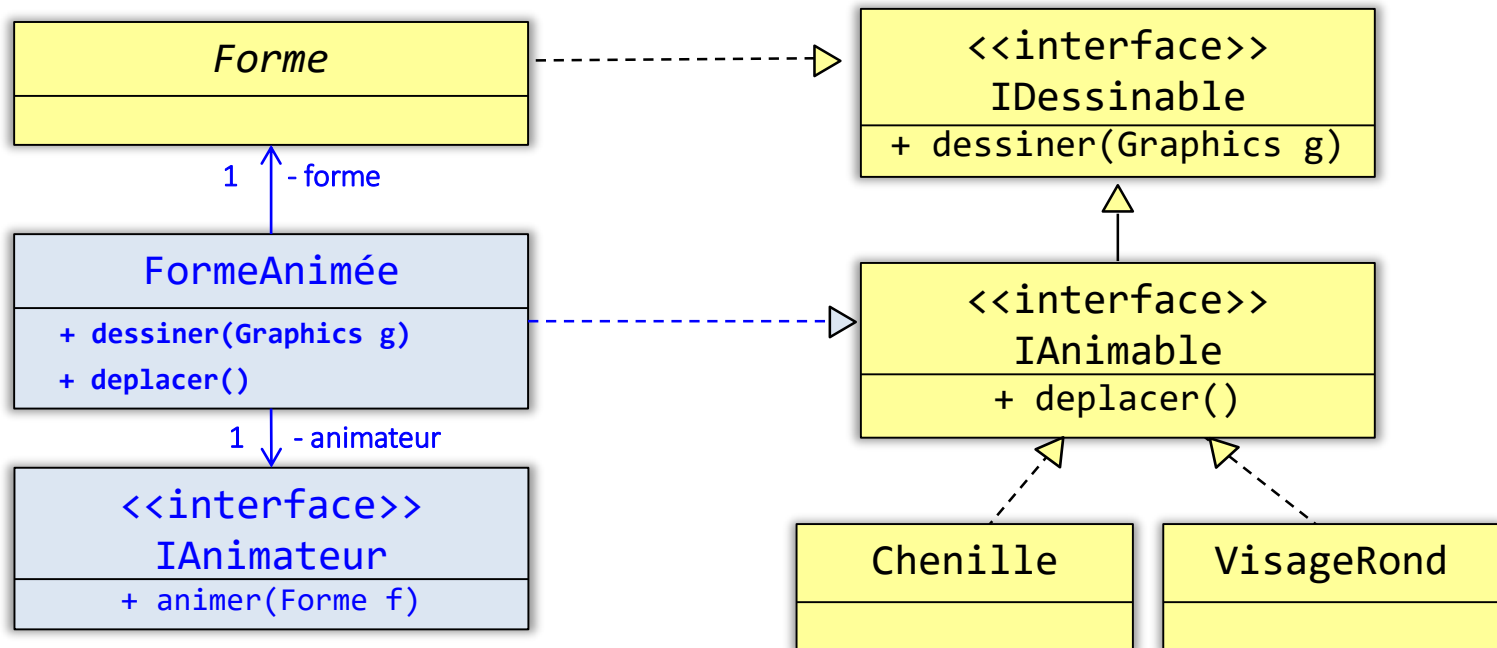 Forme
1 - forme
FormeAnimée
+ dessiner(Graphics g)
+ deplacer()
1 - animateur
<<interface>>
IAnimateur
+ animer(Forme f)
<<interface>>
IDessinable
+ dessiner(Graphics g)
<<interface>>
IAnimable
+ deplacer()
Chenille
VisageRond